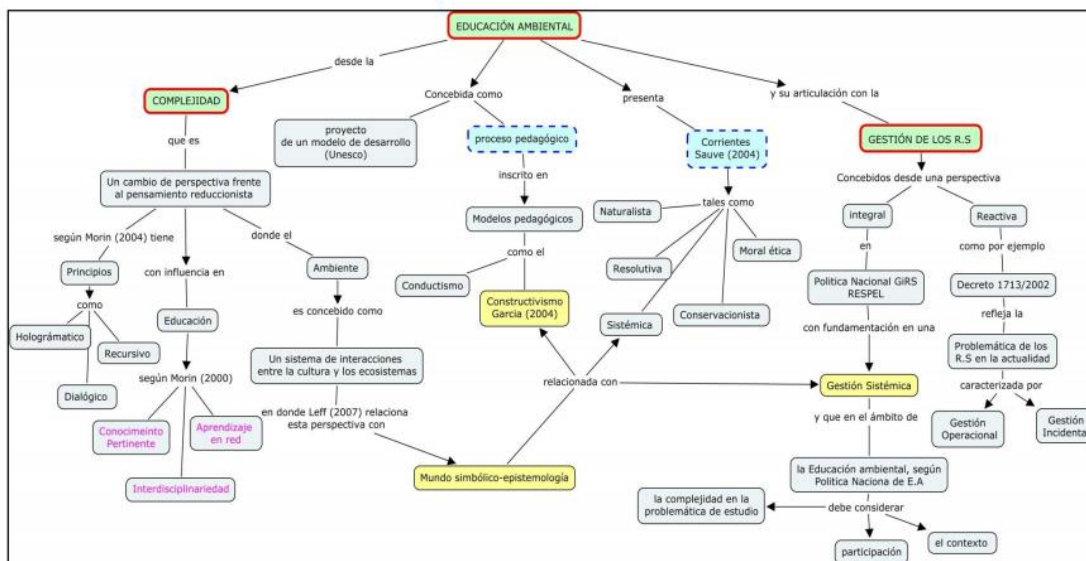 EDUCACIÓN AMBIENTAL
desde la
Concebida como
presenta
y su articulación con la
COMPLEJIDAD
que es
Un cambio de perspectiva frente
al pensamiento reduccionista
según Morin (2004) tiene
Principios
como
Holográmatico
Recursivo
Dialógico
con influencia en
Educación
según Morin (2000)
Conocimeinto
Pertinente
Aprendizaje
en red
Interdisciplinariedad
donde el
Ambiente
es concebido como
Un sistema de interacciones
entre la cultura y los ecosistemas
en donde Leff (2007) relaciona
esta perspectiva con
Mundo simbólico-epistemología
relacionada con
proyecto
de un modelo de desarrollo
(Unesco)
proceso pedagógico
inscrito en
Modelos pedagógicos
como el
Conductismo
Constructivismo
Garcia (2004)
Corrientes
Sauve (2004)
tales como
Naturalista
Resolutiva
Sistémica
Conservacionista
Moral ética
GESTIÓN DE LOS R.S
Concebidos desde una perspectiva
integral
en
Politica Nacional GiRS
RESPEL
con fundamentación en una
Gestión Sistémica
y que en el ámbito de
la Educación ambiental, según
Politica Naciona de E.A
debe considerar
la complejidad en la
problemática de estudio
participación
el contexto
Reactiva
como por ejemplo
Decreto 1713/2002
refleja la
Problemática de los
R.S en la actualidad
caracterizada por
Gestión
Operacional
Gestión
Incidenta